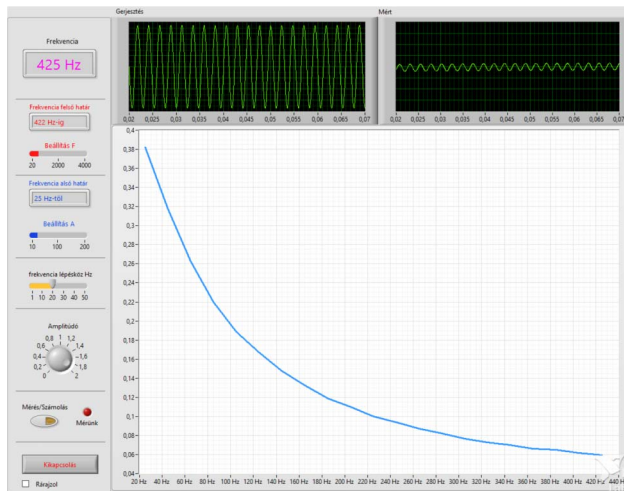 Gerjesztés
Mért
0,02 0,025 0,03 0,035 0,04 0,045 0,05 0,055 0,06 0,065 0,07
0,02 0,025 0,03 0,035 0,04 0,045 0,05 0,055 0,06 0,065 0,07
Frekvencia
425 Hz
Frekvencia felső határ
422 Hz-ig
Beállítás F
20 2000 4000
Frekvencia alsó határ
25 Hz-től
Beállítás A
10 100 200
frekvencia lépésköz Hz
1 10 20 30 40 50
Amplitúdó
0,8 1 1,2
0,6 1,4
0,4 1,6
0,2 1,8
0 2
Mérés/Számolás
Mérünk
Kikapcsolás
Rárajzol
0,4
0,38
0,36
0,34
0,32
0,3
0,28
0,26
0,24
0,22
0,2
0,18
0,16
0,14
0,12
0,1
0,08
0,06
0,04
20 Hz 40 Hz 60 Hz 80 Hz 100 Hz 120 Hz 140 Hz 160 Hz 180 Hz 200 Hz 220 Hz 240 Hz 260 Hz 280 Hz 300 Hz 320 Hz 340 Hz 360 Hz 380 Hz 400 Hz 420 Hz 440 Hz